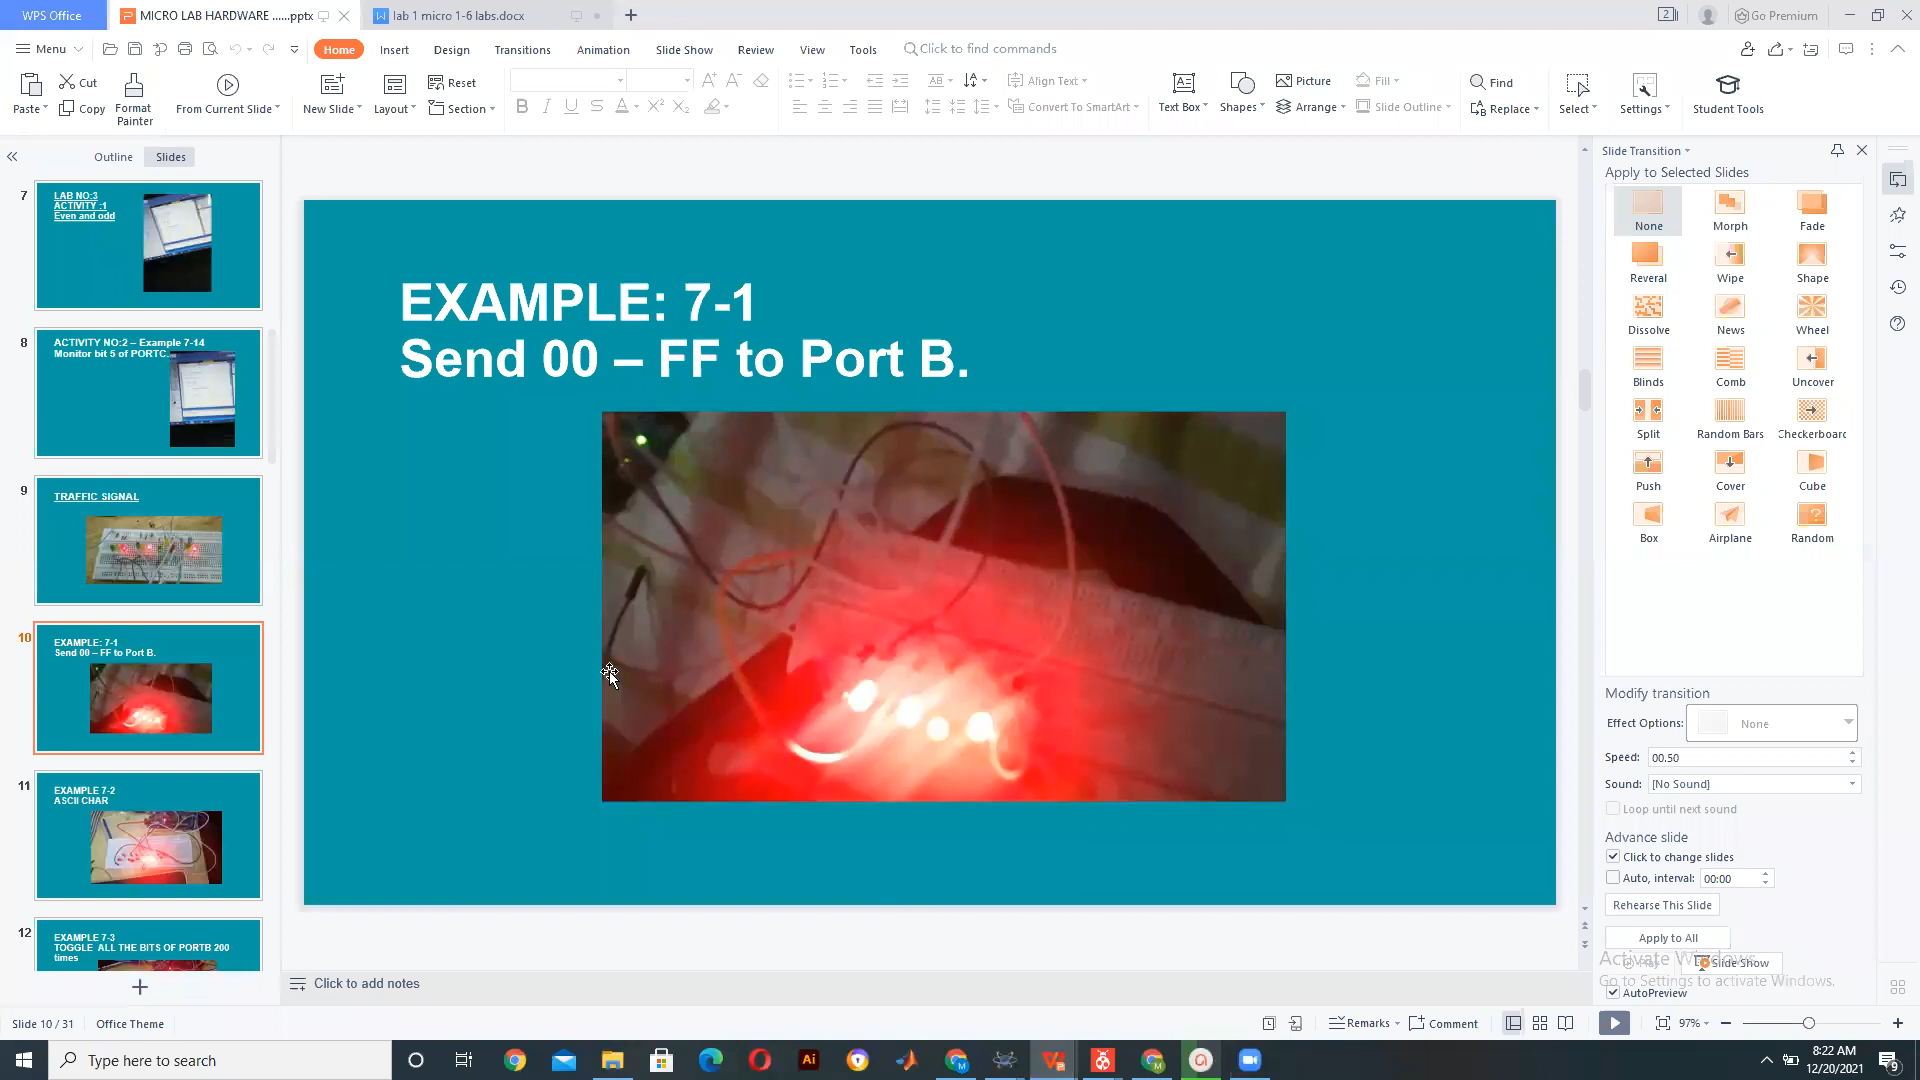 WPS Office
MICRO LAB HARDWARE ......pptx
lab 1 micro 1-6 labs.docx
Go Premium
Menu
Home
Insert
Design
Transitions
Animation
Slide Show
Review
View
Tools
Click to find commands
Paste
Cut
Copy
Format Painter
From Current Slide
New Slide
Layout
Reset
Section
Align Text
Convert To SmartArt
Text Box
Shapes
Picture
Arrange
Fill
Slide Outline
Find
Replace
Select
Settings
Student Tools
Outline
Slides
7
LAB NO:3
ACTIVITY :1
Even and odd
8
ACTIVITY NO:2 – Example 7-14
Monitor bit 5 of PORTC.
9
TRAFFIC SIGNAL
10
EXAMPLE: 7-1
Send 00 – FF to Port B.
11
EXAMPLE 7-2
ASCII CHAR
12
EXAMPLE 7-3
TOGGLE ALL THE BITS OF PORTB 200
times
EXAMPLE: 7-1
Send 00 – FF to Port B.
Click to add notes
Slide Transition
Apply to Selected Slides
None
Morph
Fade
Reveral
Wipe
Shape
Dissolve
News
Wheel
Blinds
Comb
Uncover
Split
Random Bars
Checkerboard
Push
Cover
Cube
Box
Airplane
Random
Modify transition
Effect Options: None
Speed: 00.50
Sound: [No Sound]
Loop until next sound
Advance slide
Click to change slides
Auto, interval: 00:00
Rehearse This Slide
Apply to All
Play
Slide Show
Activate Windows
Go to Settings to activate Windows.
AutoPreview
Slide 10 / 31
Office Theme
Remarks
Comment
97%
Type here to search
8:22 AM
12/20/2021
9